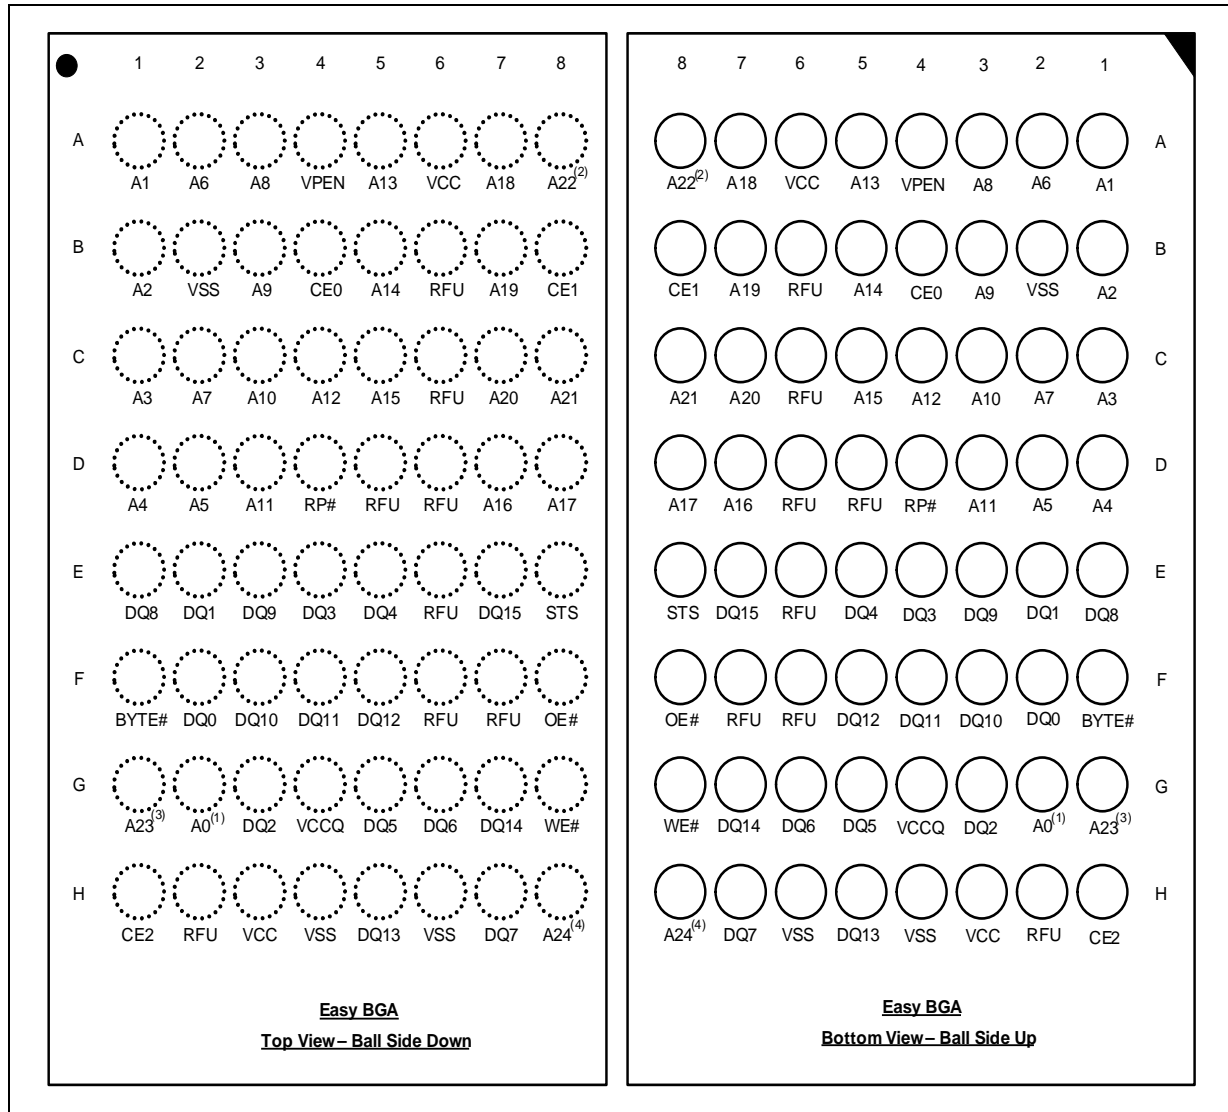 1 2 3 4 5 6 7 8
A
A1 A6 A8 VPEN A13 VCC A18 A22(2)
B
A2 VSS A9 CE0 A14 RFU A19 CE1
C
A3 A7 A10 A12 A15 RFU A20 A21
D
A4 A5 A11 RP# RFU RFU A16 A17
E
DQ8 DQ1 DQ9 DQ3 DQ4 RFU DQ15 STS
F
BYTE# DQ0 DQ10 DQ11 DQ12 RFU RFU OE#
G
A23(3) A0(1) DQ2 VCCQ DQ5 DQ6 DQ14 WE#
H
CE2 RFU VCC VSS DQ13 VSS DQ7 A24(4)
Easy BGA
Top View – Ball Side Down
8 7 6 5 4 3 2 1
A
A22(2) A18 VCC A13 VPEN A8 A6 A1
B
CE1 A19 RFU A14 CE0 A9 VSS A2
C
A21 A20 RFU A15 A12 A10 A7 A3
D
A17 A16 RFU RFU RP# A11 A5 A4
E
STS DQ15 RFU DQ4 DQ3 DQ9 DQ1 DQ8
F
OE# RFU RFU DQ12 DQ11 DQ10 DQ0 BYTE#
G
WE# DQ14 DQ6 DQ5 VCCQ DQ2 A0(1) A23(3)
H
A24(4) DQ7 VSS DQ13 VSS VCC RFU CE2
Easy BGA
Bottom View – Ball Side Up